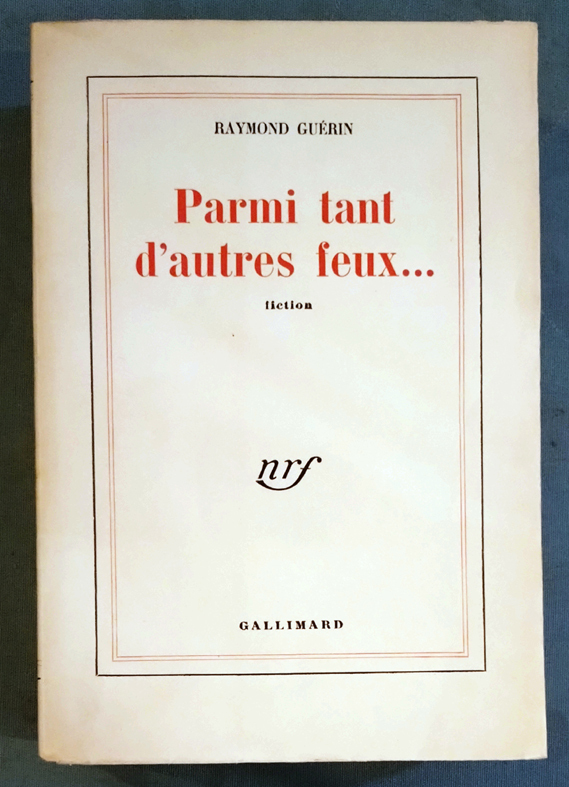 RAYMOND GUÉRIN
Parmi tant
d'autres feux...
fiction
nrf
GALLIMARD